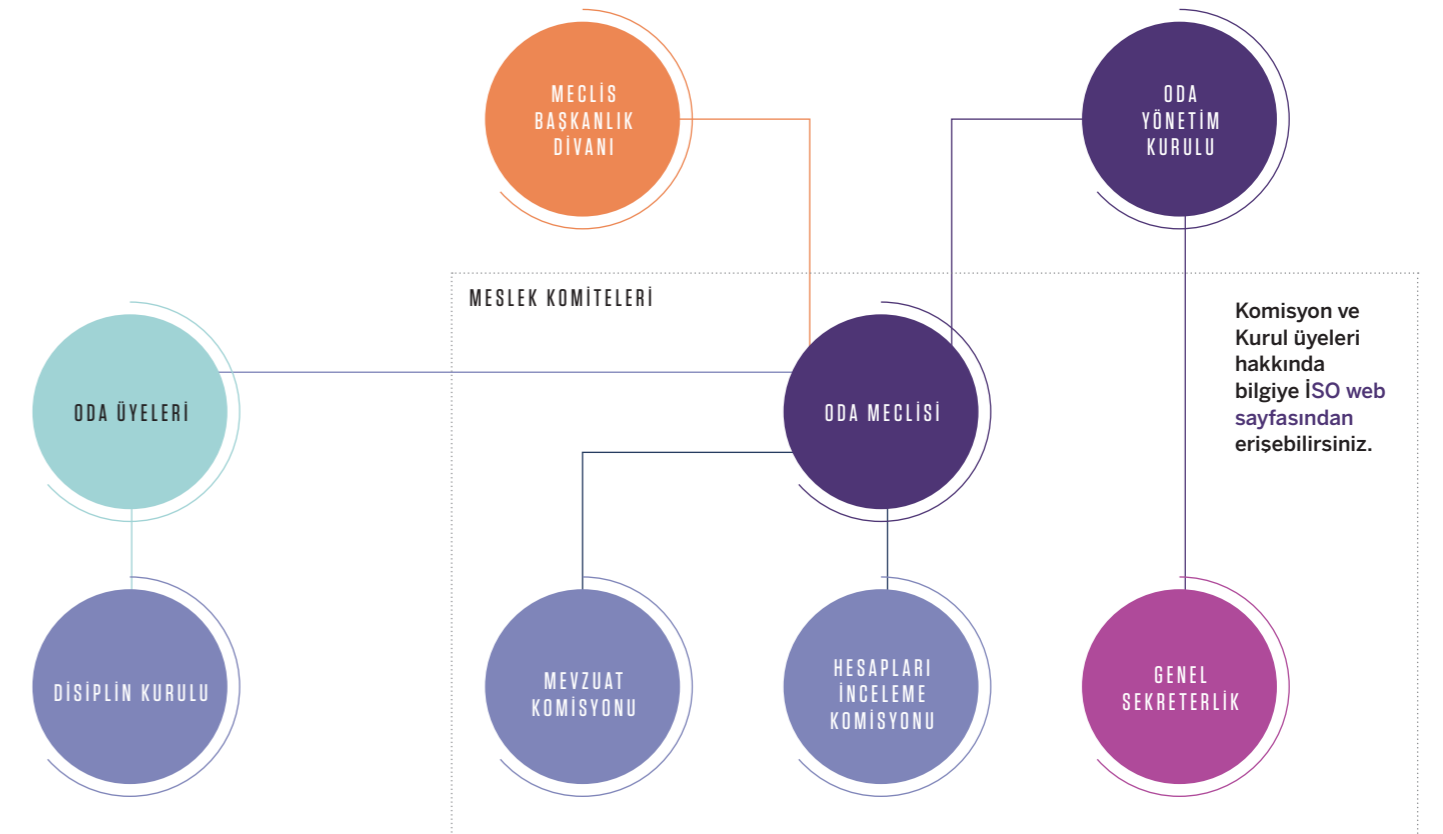 MECLİS
BAŞKANLIK
DİVANI
ODA
YÖNETİM
KURULU
MESLEK KOMİTELERİ
Komisyon ve
Kurul üyeleri
hakkında
bilgiye İSO web
sayfasından
erişebilirsiniz.
ODA ÜYELERİ
ODA MECLİSİ
DİSİPLİN KURULU
MEVZUAT
KOMİSYONU
HESAPLARI
İNCELEME
KOMİSYONU
GENEL
SEKRETERLİK